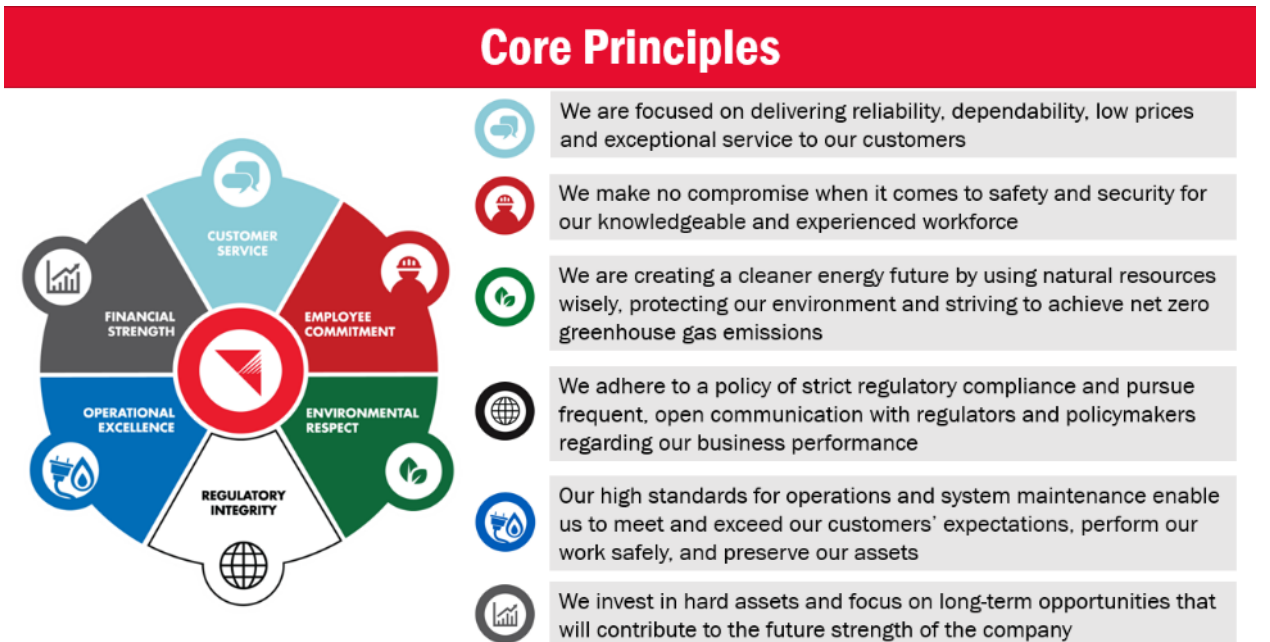 Core Principles
CUSTOMER
SERVICE
EMPLOYEE
COMMITMENT
ENVIRONMENTAL
RESPECT
REGULATORY
INTEGRITY
OPERATIONAL
EXCELLENCE
FINANCIAL
STRENGTH
We are focused on delivering reliability, dependability, low prices
and exceptional service to our customers
We make no compromise when it comes to safety and security for
our knowledgeable and experienced workforce
We are creating a cleaner energy future by using natural resources
wisely, protecting our environment and striving to achieve net zero
greenhouse gas emissions
We adhere to a policy of strict regulatory compliance and pursue
frequent, open communication with regulators and policymakers
regarding our business performance
Our high standards for operations and system maintenance enable
us to meet and exceed our customers’ expectations, perform our
work safely, and preserve our assets
We invest in hard assets and focus on long-term opportunities that
will contribute to the future strength of the company